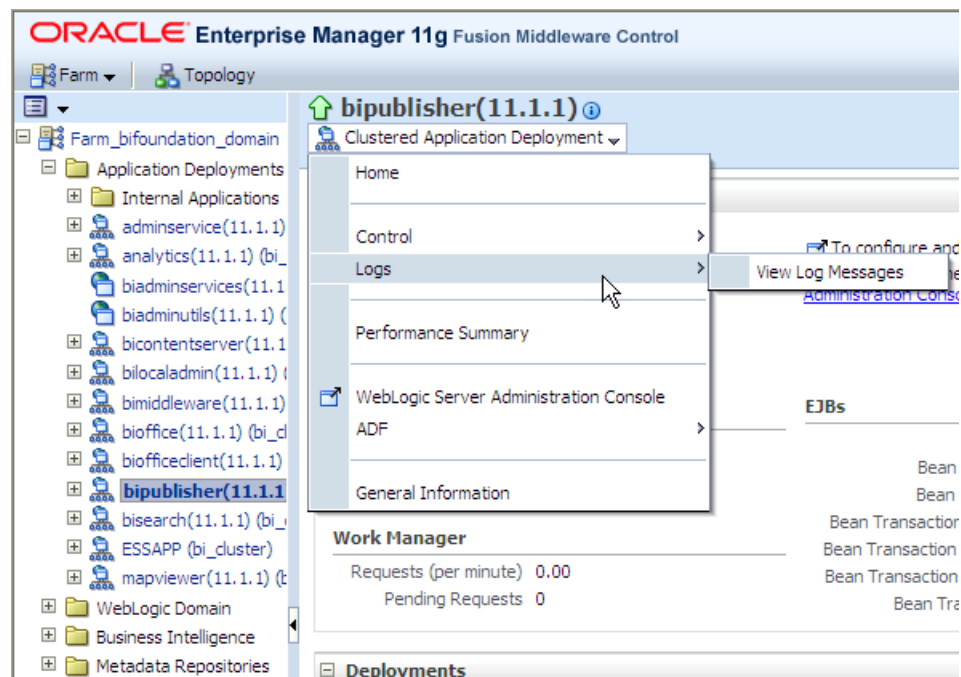 ORACLE Enterprise Manager 11g Fusion Middleware Control
Farm
Topology
Farm_bifoundation_domain
Application Deployments
Internal Applications
adminservice(11.1.1)
analytics(11.1.1) (bi_
biadminservices(11.1
biadminutils(11.1.1) (
bicontentserver(11.1
bilocaladmin(11.1.1) (
bimiddleware(11.1.1)
bioffice(11.1.1) (bi_cl
biofficeclient(11.1.1)
bipublisher(11.1.1
bisearch(11.1.1) (bi_
ESSAPP (bi_cluster)
mapviewer(11.1.1) (b
WebLogic Domain
Business Intelligence
Metadata Repositories
bipublisher(11.1.1)
Clustered Application Deployment
Home
Control
Logs
View Log Messages
Performance Summary
WebLogic Server Administration Console
ADF
General Information
To configure and
Administration Conso
EJBs
Bean
Bean
Bean Transaction
Bean Transaction
Bean Transaction
Bean Tra
Work Manager
Requests (per minute) 0.00
Pending Requests 0
Deployments